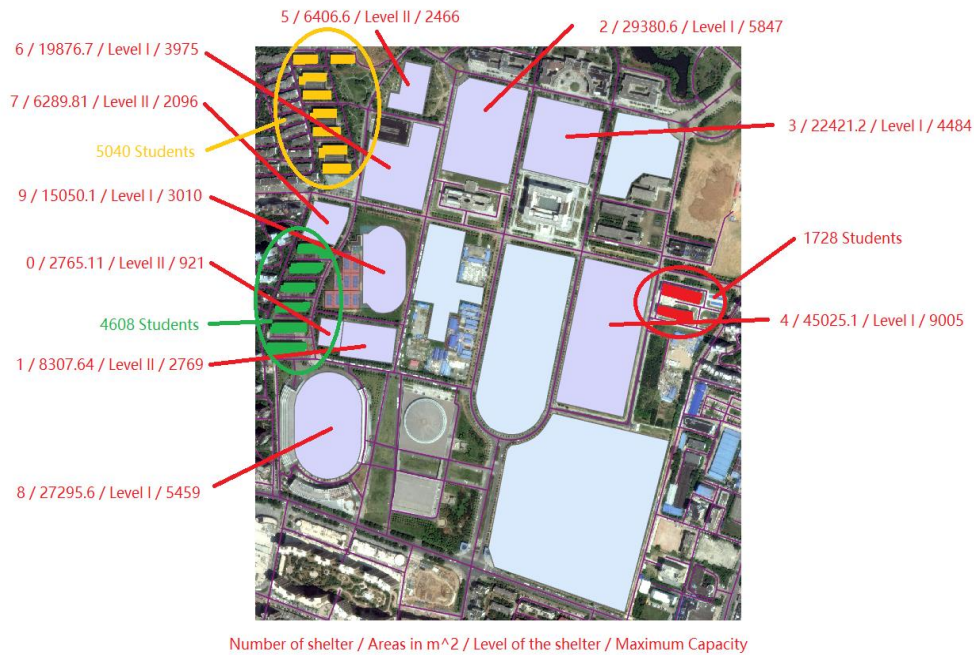 5 / 6406.6 / Level II / 2466
2 / 29380.6 / Level I / 5847
6 / 19876.7 / Level I / 3975
7 / 6289.81 / Level II / 2096
3 / 22421.2 / Level I / 4484
5040 Students
9 / 15050.1 / Level I / 3010
1728 Students
0 / 2765.11 / Level II / 921
4608 Students
4 / 45025.1 / Level I / 9005
1 / 8307.64 / Level II / 2769
8 / 27295.6 / Level I / 5459
Number of shelter / Areas in m^2 / Level of the shelter / Maximum Capacity